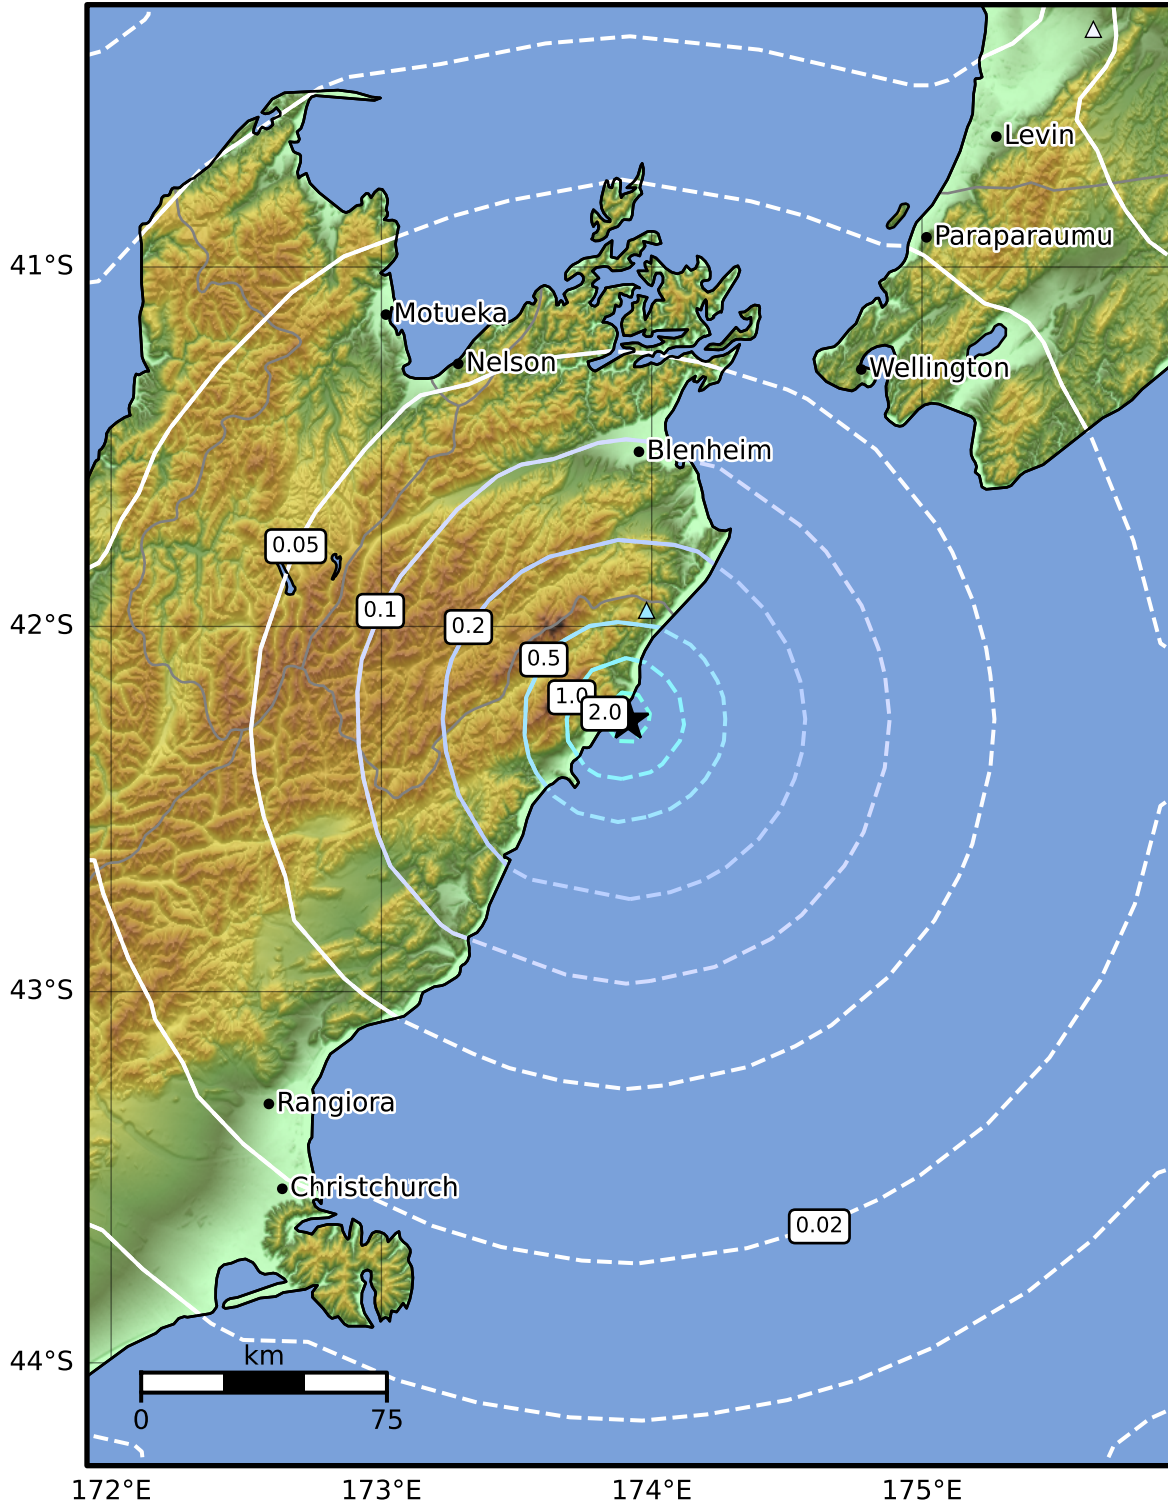 Levin
Paraparaumu
41°S
Motueka
Nelson
Wellington
Blenheim
0.05
0.1
0.2
42°S
0.5
1.0
2.0
43°S
Rangiora
Christchurch
0.02
44°S
km
0
75
172°E
173°E
174°E
175°E